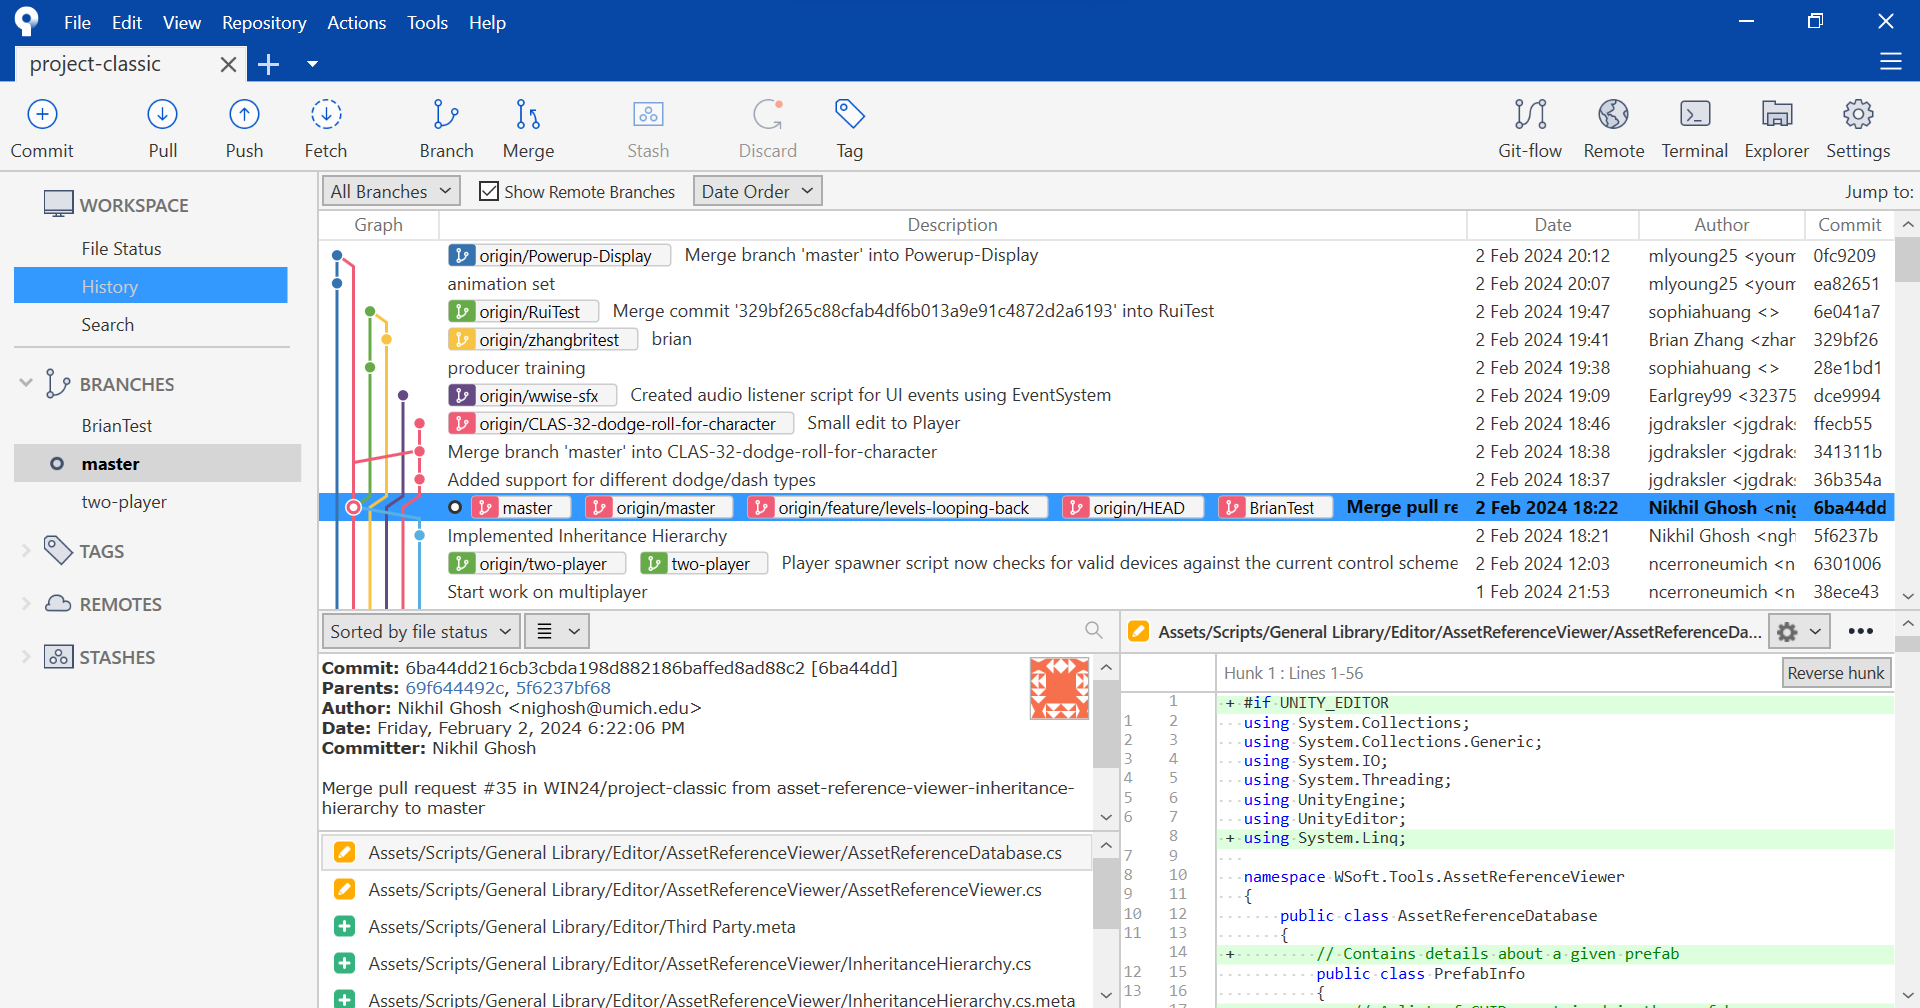 File Edit View Repository Actions Tools Help
project-classic
Commit Pull Push Fetch Branch Merge Stash Discard Tag Git-flow Remote Terminal Explorer Settings
WORKSPACE
File Status
History
Search
BRANCHES
BrianTest
master
two-player
TAGS
REMOTES
STASHES
All Branches Show Remote Branches Date Order Jump to:
Graph Description Date Author Commit
origin/Powerup-Display Merge branch 'master' into Powerup-Display 2 Feb 2024 20:12 mlyoung25 <youm 0fc9209
animation set 2 Feb 2024 20:07 mlyoung25 <youm ea82651
origin/RuiTest Merge commit '329bf265c88cfab4df6b013a9e91c4872d2a6193' into RuiTest 2 Feb 2024 19:47 sophiahuang <> 6e041a7
origin/zhangbritest brian 2 Feb 2024 19:41 Brian Zhang <zhar 329bf26
producer training 2 Feb 2024 19:38 sophiahuang <> 28e1bd1
origin/wwise-sfx Created audio listener script for UI events using EventSystem 2 Feb 2024 19:09 Earlgrey99 <32375 dce9994
origin/CLAS-32-dodge-roll-for-character Small edit to Player 2 Feb 2024 18:46 jgdraksler <jgdrak ffecb55
Merge branch 'master' into CLAS-32-dodge-roll-for-character 2 Feb 2024 18:38 jgdraksler <jgdrak 341311b
Added support for different dodge/dash types 2 Feb 2024 18:37 jgdraksler <jgdrak 36b354a
master origin/master origin/feature/levels-looping-back origin/HEAD BrianTest Merge pull re 2 Feb 2024 18:22 Nikhil Ghosh <nig 6ba44dd
Implemented Inheritance Hierarchy 2 Feb 2024 18:21 Nikhil Ghosh <ngh 5f6237b
origin/two-player two-player Player spawner script now checks for valid devices against the current control scheme 2 Feb 2024 12:03 ncerroneumich <n 6301006
Start work on multiplayer 1 Feb 2024 21:53 ncerroneumich <n 38ece43
Sorted by file status
Commit: 6ba44dd216cb3cbda198d882186baffed8ad88c2 [6ba44dd]
Parents: 69f644492c, 5f6237bf68
Author: Nikhil Ghosh <nighosh@umich.edu>
Date: Friday, February 2, 2024 6:22:06 PM
Committer: Nikhil Ghosh
Merge pull request #35 in WIN24/project-classic from asset-reference-viewer-inheritance-
hierarchy to master
Assets/Scripts/General Library/Editor/AssetReferenceViewer/AssetReferenceDatabase.cs
Assets/Scripts/General Library/Editor/AssetReferenceViewer/AssetReferenceViewer.cs
Assets/Scripts/General Library/Editor/Third Party.meta
Assets/Scripts/General Library/Editor/AssetReferenceViewer/InheritanceHierarchy.cs
Assets/Scripts/General Library/Editor/AssetReferenceViewer/InheritanceHierarchy.cs.meta
Assets/Scripts/General Library/Editor/AssetReferenceViewer/AssetReferenceDa...
Hunk 1 : Lines 1-56 Reverse hunk
1 + #if UNITY_EDITOR
1 2 using System.Collections;
2 3 using System.Collections.Generic;
3 4 using System.IO;
4 5 using System.Threading;
5 6 using UnityEngine;
6 7 using UnityEditor;
8 + using System.Linq;
7 9
8 10 namespace WSoft.Tools.AssetReferenceViewer
9 11 {
10 12 public class AssetReferenceDatabase
11 13 {
14 + // Contains details about a given prefab
12 15 public class PrefabInfo
13 16 {